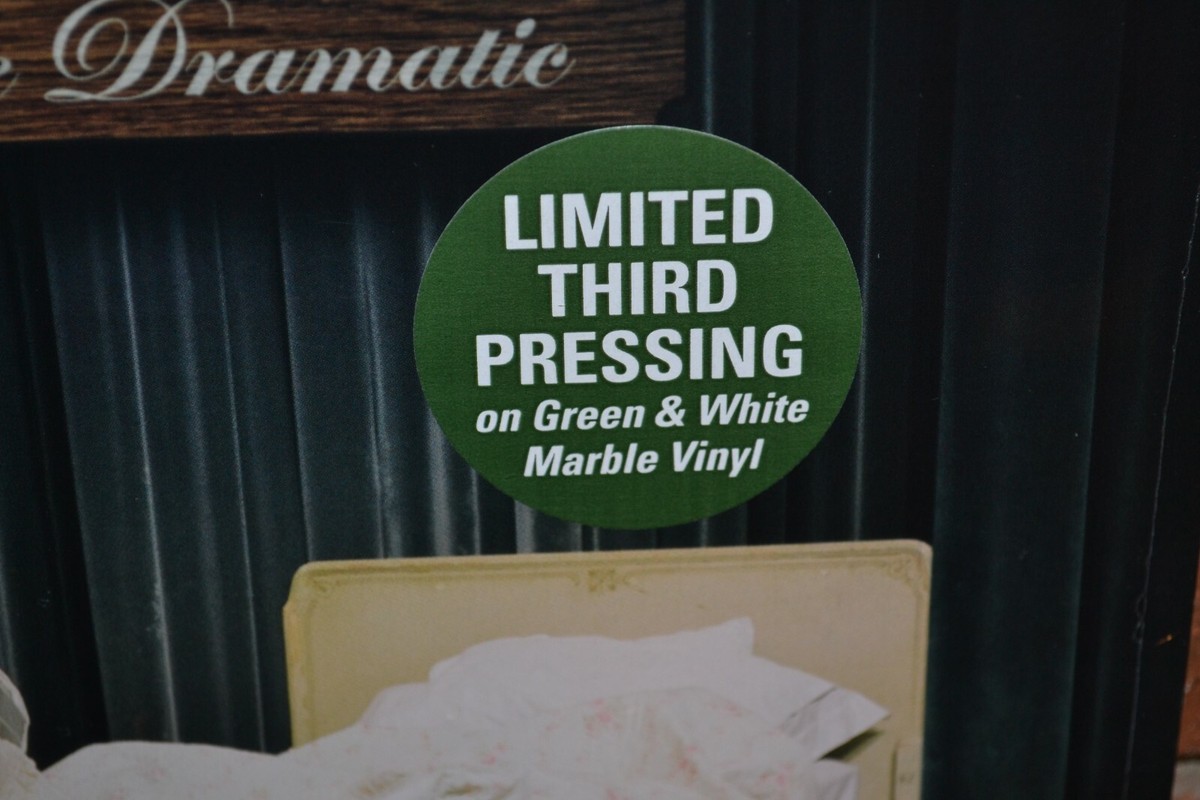 Dramatic
LIMITED
THIRD
PRESSING
on Green & White
Marble Vinyl